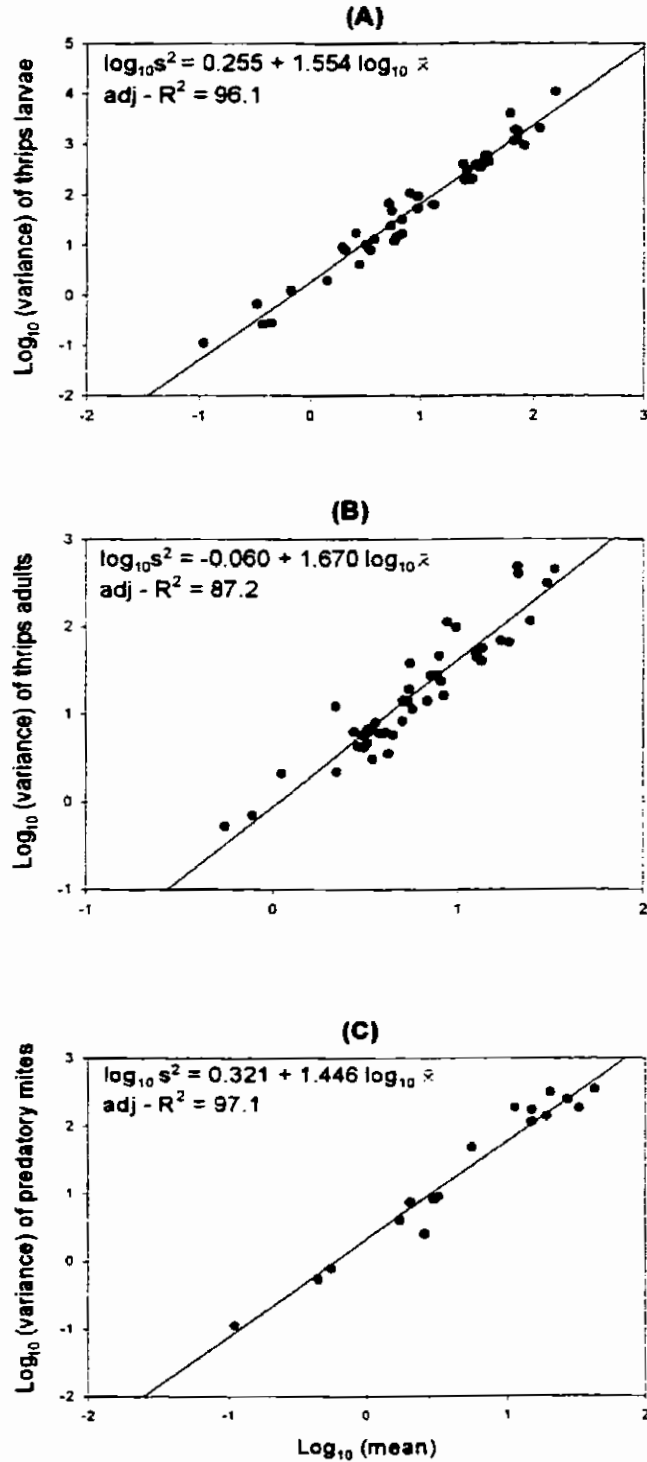 (A)
log₁₀s² = 0.255 + 1.554 log₁₀ x̄
adj - R² = 96.1
5
4
3
2
1
0
-1
-2
Log₁₀ (variance) of thrips larvae
-2
-1
0
1
2
3
(B)
log₁₀s² = -0.060 + 1.670 log₁₀ x̄
adj - R² = 87.2
3
2
1
0
-1
Log₁₀ (variance) of thrips adults
-1
0
1
2
(C)
log₁₀ s² = 0.321 + 1.446 log₁₀ x̄
adj - R² = 97.1
3
2
1
0
-1
-2
Log₁₀ (variance) of predatory mites
-2
-1
0
1
2
Log₁₀ (mean)